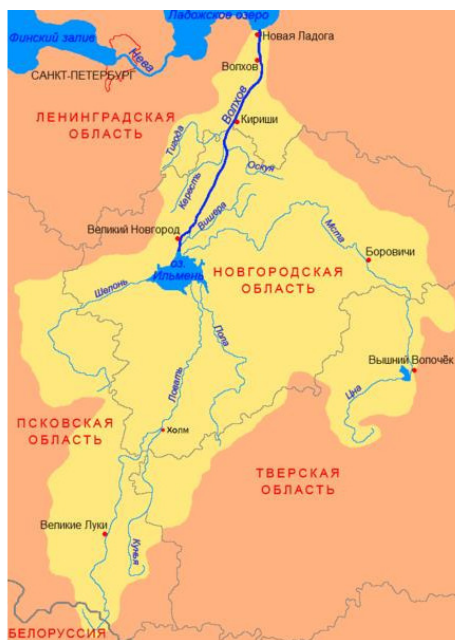 Ладожское озеро
Финский залив
Новая Ладога
Нева
Волхов
САНКТ-ПЕТЕРБУРГ
Волхов
ЛЕНИНГРАДСКАЯ
ОБЛАСТЬ
Кириши
Тигода
Оскуя
Кересть
Вишера
Великий Новгород
Мста
оз.
Ильмень
Боровичи
НОВГОРОДСКАЯ
ОБЛАСТЬ
Шелонь
Пола
Вышний Волочёк
Ловать
Цна
ПСКОВСКАЯ
ОБЛАСТЬ
Холм
ТВЕРСКАЯ
ОБЛАСТЬ
Великие Луки
Кунья
БЕЛОРУССИЯ